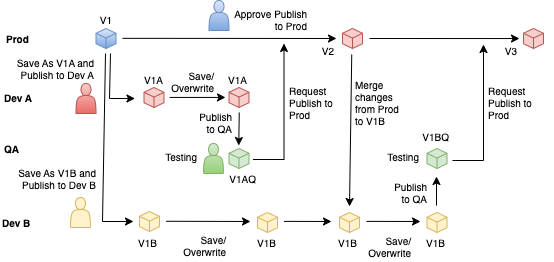 V1
Approve Publish
to Prod
Prod
V2
V3
Save As V1A and
Publish to Dev A
V1A
Save/
Overwrite
V1A
Request
Publish to
Prod
Merge
changes
from Prod
to V1B
Request
Publish to
Prod
Dev A
Publish
to QA
V1BQ
QA
Testing
Testing
V1AQ
Save As V1B and
Publish to Dev B
Publish
to QA
Dev B
V1B
Save/
Overwrite
V1B
V1B
Save/
Overwrite
V1B